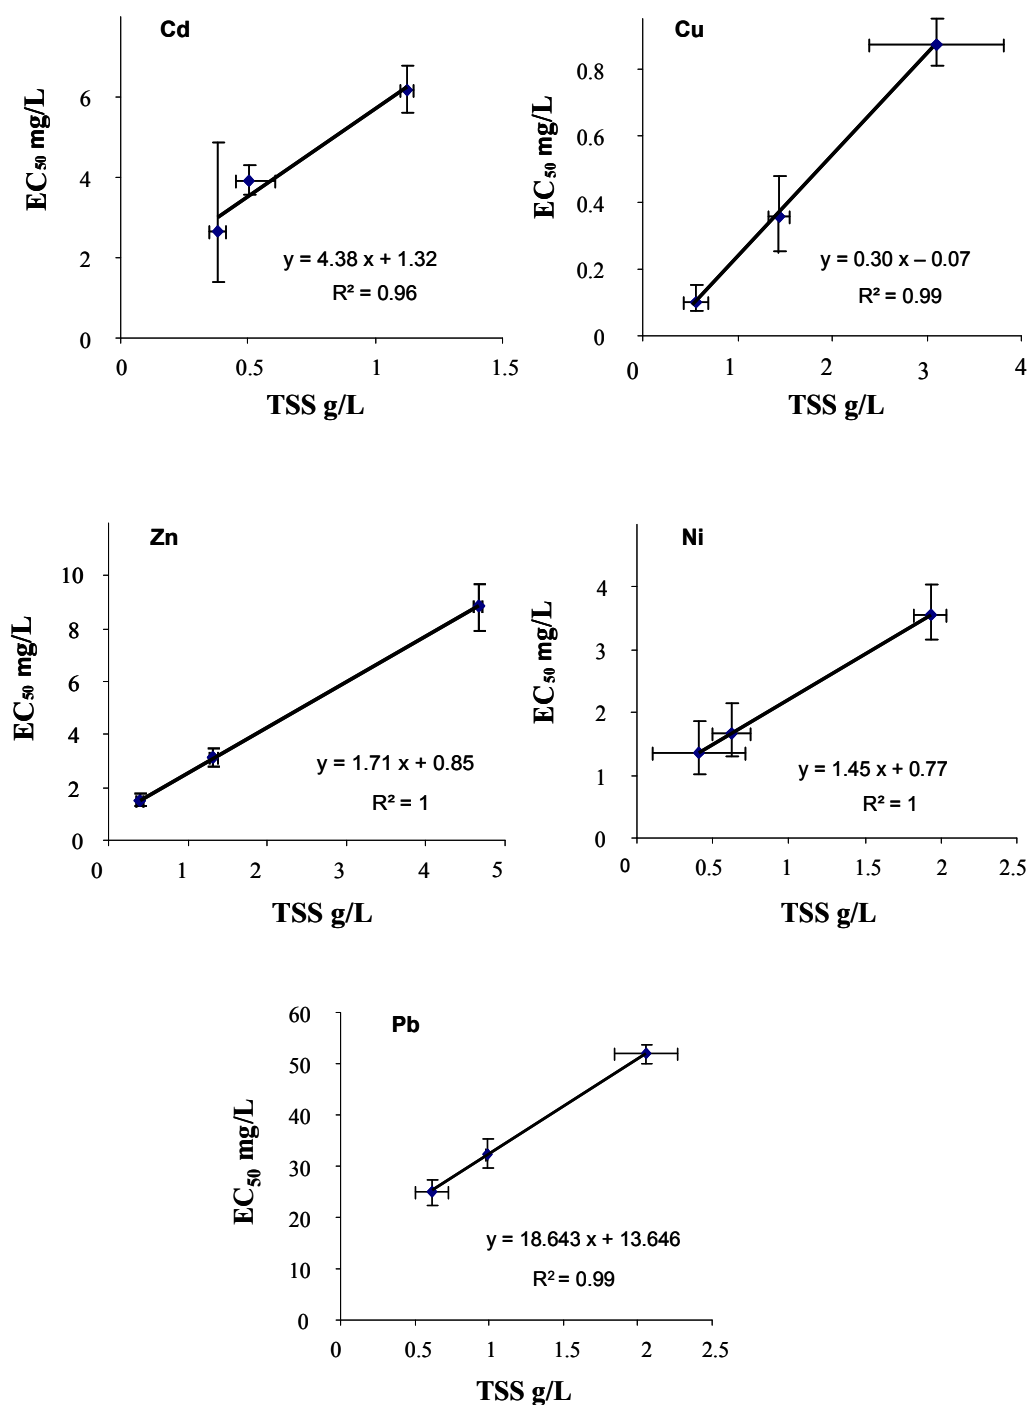 Cd
EC₅₀ mg/L
6
4
2
0
0 0.5 1 1.5
TSS g/L
y = 4.38 x + 1.32
R² = 0.96
Cu
EC₅₀ mg/L
0.8
0.6
0.4
0.2
0
0 1 2 3 4
TSS g/L
y = 0.30 x – 0.07
R² = 0.99
Zn
EC₅₀ mg/L
10
8
6
4
2
0
0 1 2 3 4 5
TSS g/L
y = 1.71 x + 0.85
R² = 1
Ni
EC₅₀ mg/L
4
3
2
1
0
0 0.5 1 1.5 2 2.5
TSS g/L
y = 1.45 x + 0.77
R² = 1
Pb
EC₅₀ mg/L
60
50
40
30
20
10
0
0 0.5 1 1.5 2 2.5
TSS g/L
y = 18.643 x + 13.646
R² = 0.99